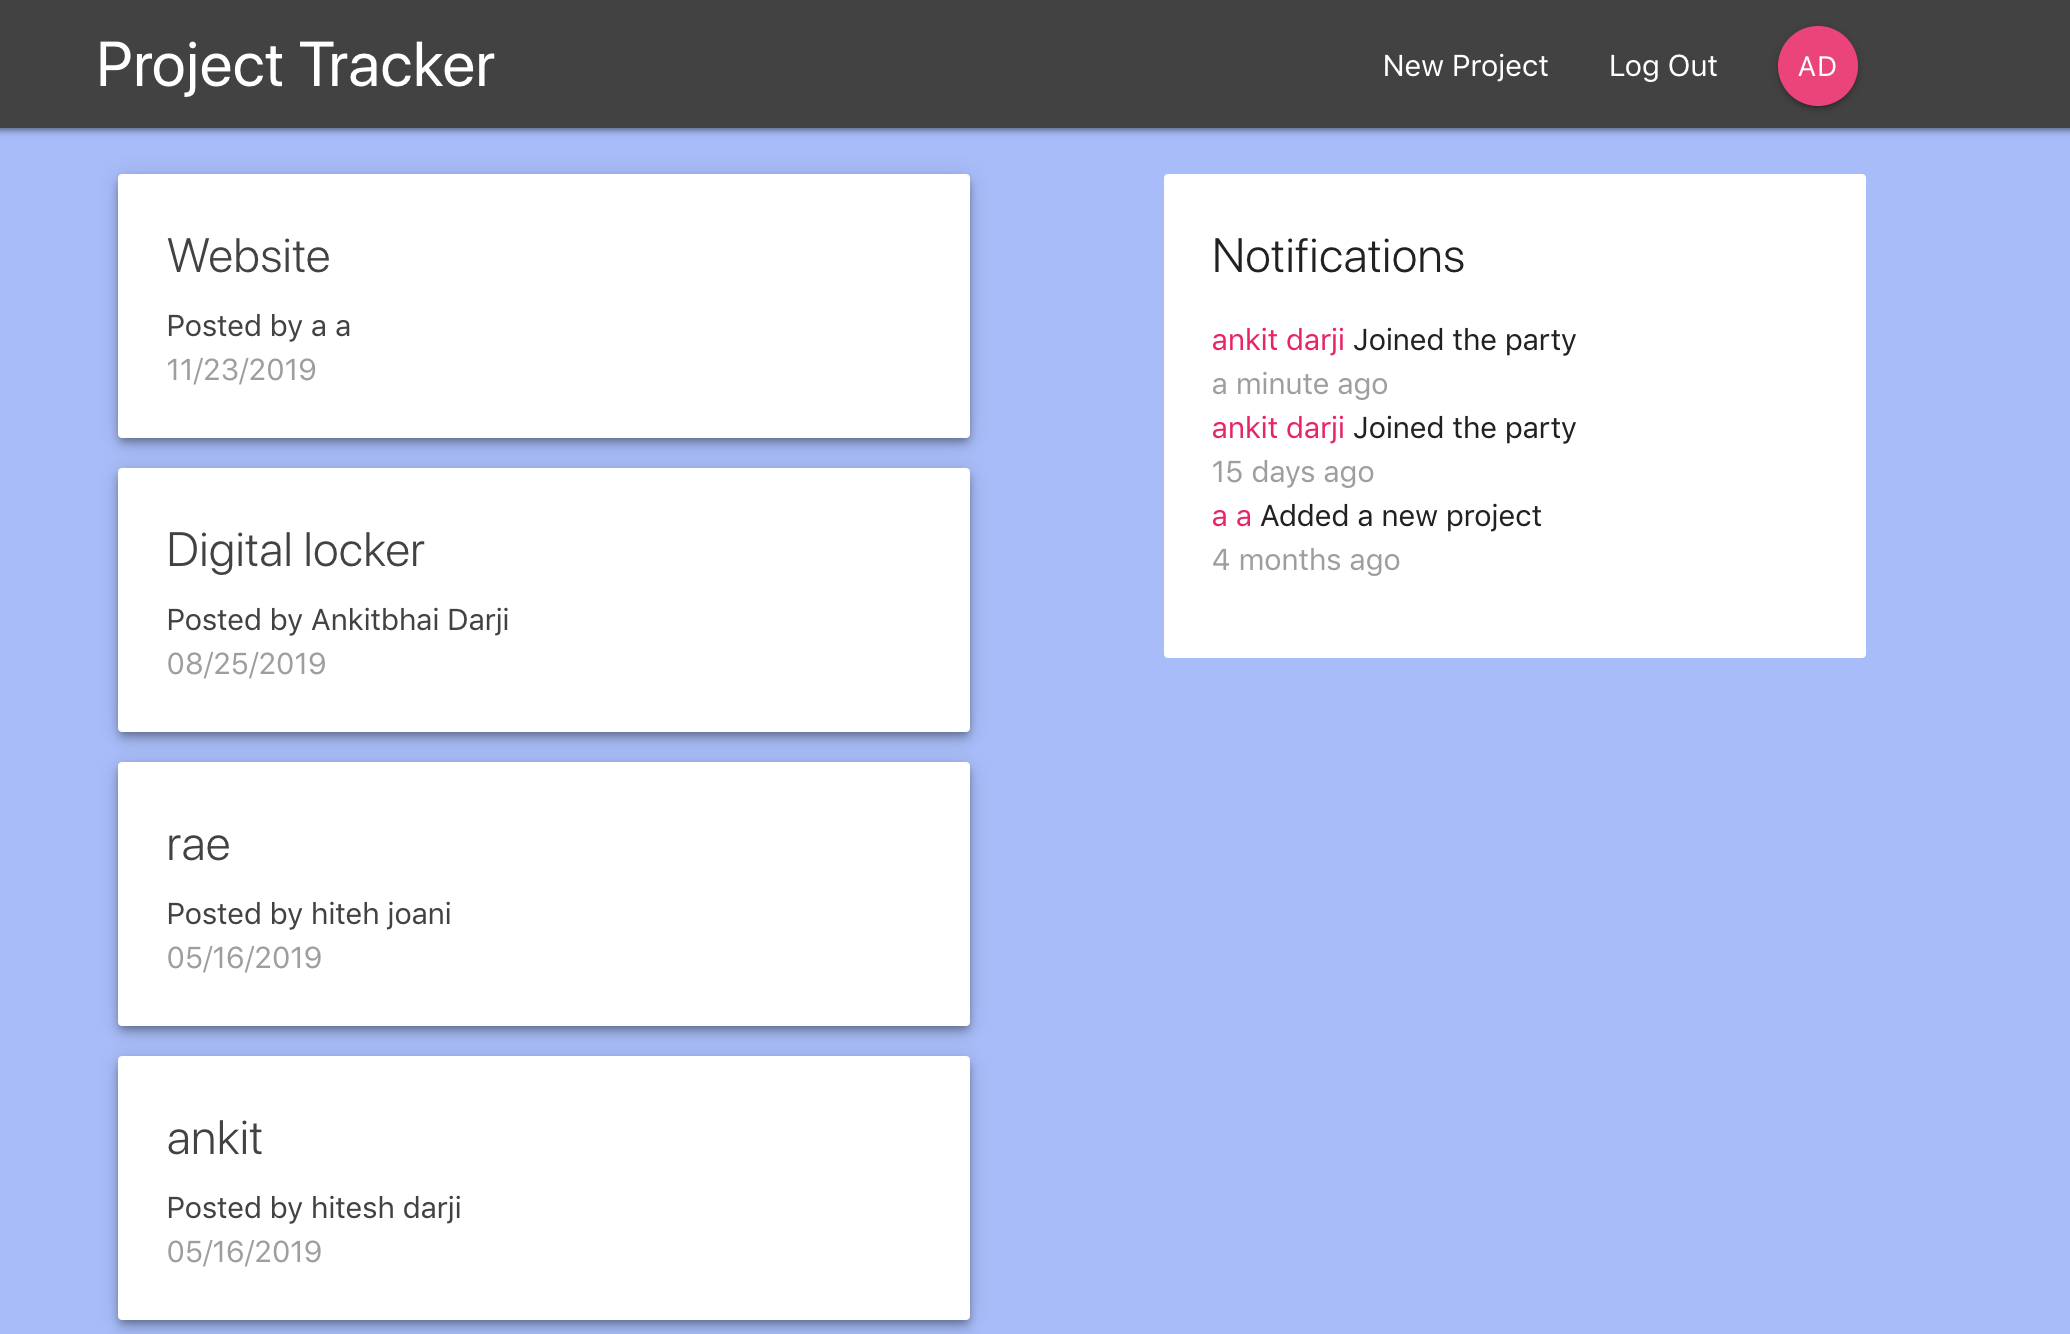 Project Tracker
New Project
Log Out
AD
Website
Posted by a a
11/23/2019
Digital locker
Posted by Ankitbhai Darji
08/25/2019
rae
Posted by hiteh joani
05/16/2019
ankit
Posted by hitesh darji
05/16/2019
Notifications
ankit darji Joined the party
a minute ago
ankit darji Joined the party
15 days ago
a a Added a new project
4 months ago